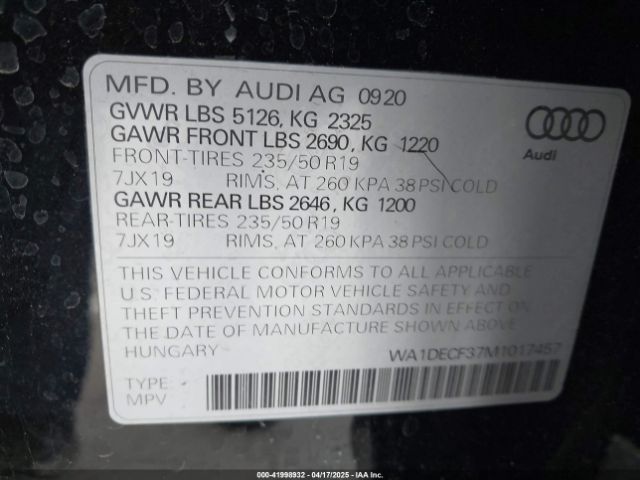 MFD. BY AUDI AG 0920
GVWR LBS 5126, KG 2325
GAWR FRONT LBS 2690, KG 1220
FRONT-TIRES 235/50 R19
7JX19 RIMS, AT 260 KPA 38 PSI COLD
GAWR REAR LBS 2646, KG 1200
REAR-TIRES 235/50 R19
7JX19 RIMS, AT 260 KPA 38 PSI COLD
Audi
THIS VEHICLE CONFORMS TO ALL APPLICABLE
U.S. FEDERAL MOTOR VEHICLE SAFETY AND
THEFT PREVENTION STANDARDS IN EFFECT ON
THE DATE OF MANUFACTURE SHOWN ABOVE.
HUNGARY WA1DECF37M1017457
TYPE:
MPV
000-41998932 - 04/17/2025 - IAA Inc.